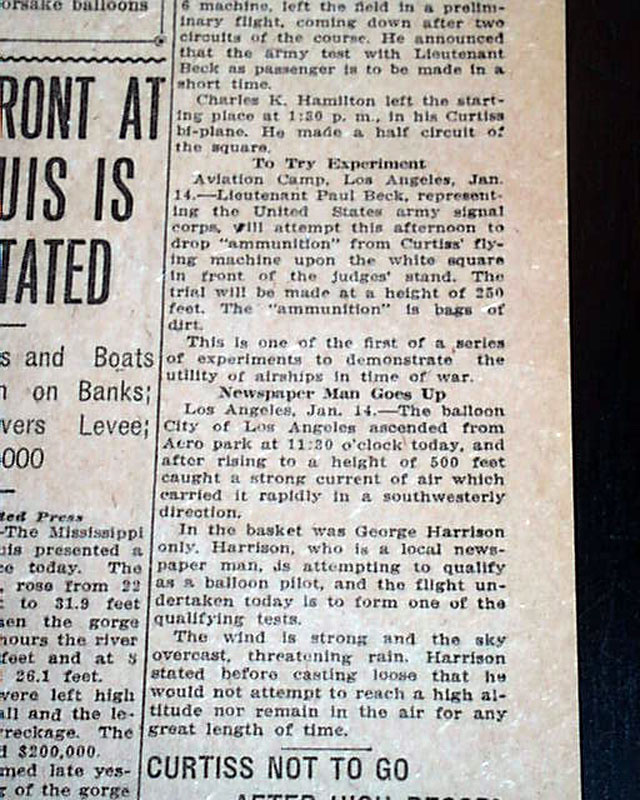 orsake balloons
RONT AT
UIS IS
TATED
s and Boats
n on Banks;
vers Levee;
000
ted Press
-The Mississippi
uis presented a
ce today. The
, rose from 22
t to 31.9 feet
sen the gorge
hours the river
feet and at 8
26.1 feet.
were left high
all and the le-
wreckage. The
d $200,000.
med late yes-
g of the gorge
6 machine, left the field in a prelim-
inary flight, coming down after two
circuits of the course. He announced
that the army test with Lieutenant
Beck as passenger is to be made in a
short time.
Charles K. Hamilton left the start-
ing place at 1:30 p. m., in his Curtiss
bi-plane. He made a half circuit of
the square.
To Try Experiment
Aviation Camp, Los Angeles, Jan.
14.—Lieutenant Paul Beck, represent-
ing the United States army signal
corps, will attempt this afternoon to
drop "ammunition" from Curtiss' fly-
ing machine upon the white square
in front of the judges' stand. The
trial will be made at a height of 250
feet. The "ammunition" is bags of
dirt.
This is one of the first of a series
of experiments to demonstrate the
utility of airships in time of war.
Newspaper Man Goes Up
Los Angeles, Jan. 14.—The balloon
City of Los Angeles ascended from
Aero park at 11:30 o'clock today, and
after rising to a height of 500 feet
caught a strong current of air which
carried it rapidly in a southwesterly
direction.
In the basket was George Harrison
only. Harrison, who is a local news-
paper man, is attempting to qualify
as a balloon pilot, and the flight un-
dertaken today is to form one of the
qualifying tests.
The wind is strong and the sky
overcast, threatening rain. Harrison
stated before casting loose that he
would not attempt to reach a high al-
titude nor remain in the air for any
great length of time.
CURTISS NOT TO GO
AFTER HIGH RECORD